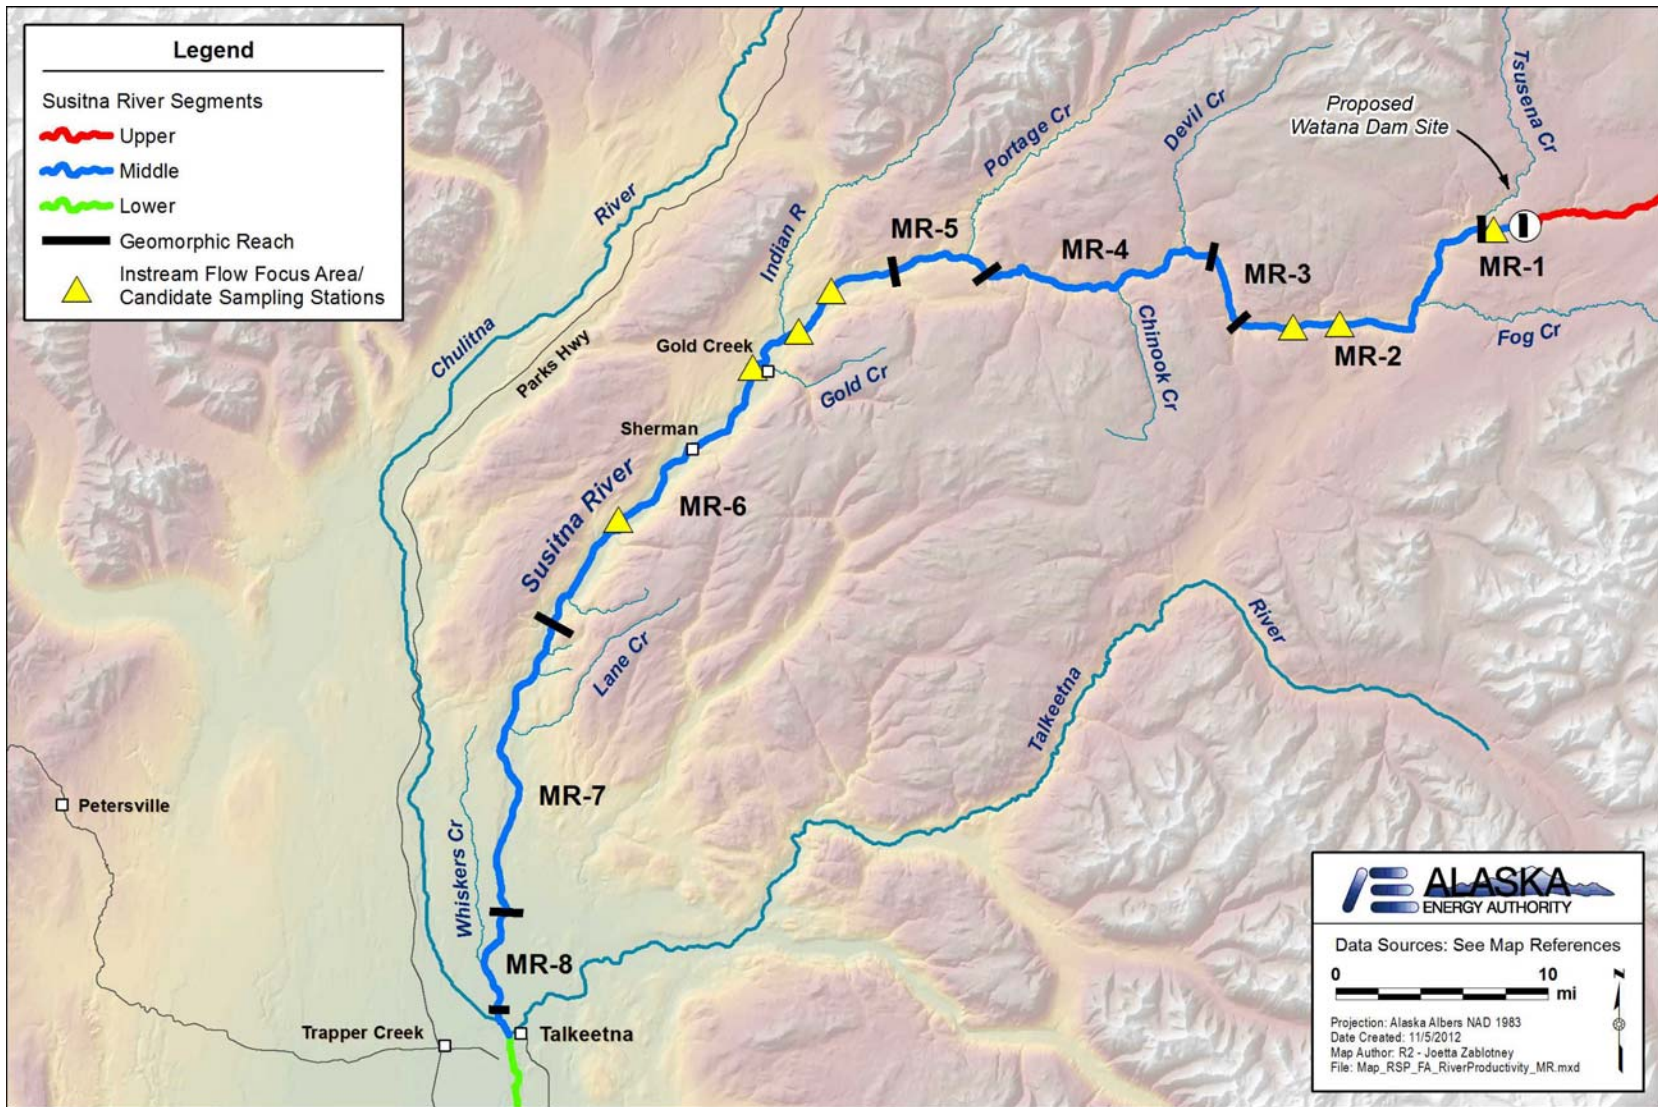 Legend
Susitna River Segments
Upper
Middle
Lower
Geomorphic Reach
Instream Flow Focus Area/
Candidate Sampling Stations
Chulitna
River
Parks Hwy
Indian R
Portage Cr
Devil Cr
Tsusena Cr
Proposed
Watana Dam Site
MR-5
MR-4
MR-3
MR-2
MR-1
Fog Cr
Chinook Cr
Gold Creek
Gold Cr
Sherman
Susitna River
MR-6
Lane Cr
Talkeetna
River
MR-7
Whiskers Cr
Petersville
MR-8
Trapper Creek
Talkeetna
ALASKA
ENERGY AUTHORITY
Data Sources: See Map References
0 10
mi
N
Projection: Alaska Albers NAD 1983
Date Created: 11/5/2012
Map Author: R2 - Joetta Zablotney
File: Map_RSP_FA_RiverProductivity_MR.mxd